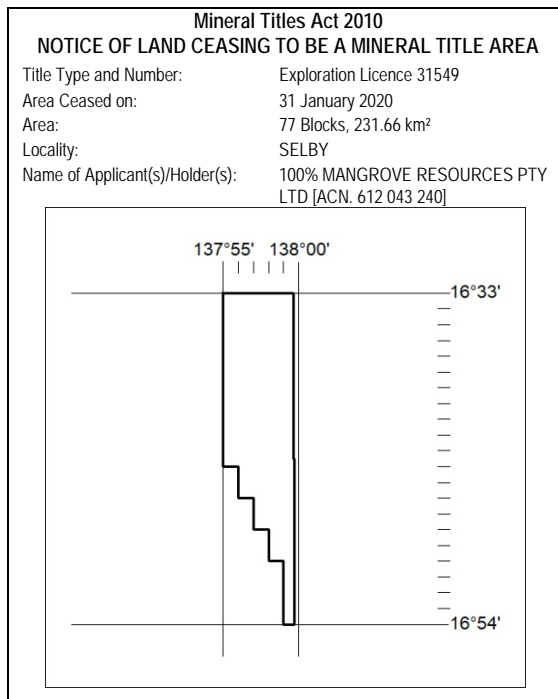 Mineral Titles Act 2010
NOTICE OF LAND CEASING TO BE A MINERAL TITLE AREA
Title Type and Number: Exploration Licence 31549
Area Ceased on: 31 January 2020
Area: 77 Blocks, 231.66 km²
Locality: SELBY
Name of Applicant(s)/Holder(s): 100% MANGROVE RESOURCES PTY
LTD [ACN. 612 043 240]
137°55' 138°00'
16°33'
16°54'